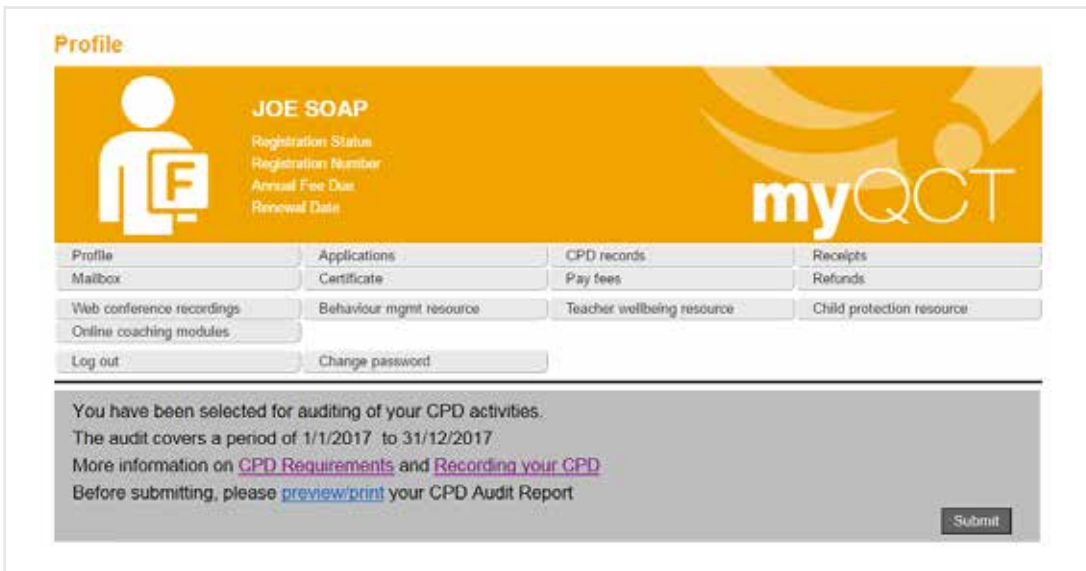 Profile
F
JOE SOAP
Registration Status
Registration Number
Annual Fee Due
Renewal Date
myQCT
Profile Applications CPD records Receipts
Mailbox Certificate Pay fees Refunds
Web conference recordings Behaviour mgmt resource Teacher wellbeing resource Child protection resource
Online coaching modules
Log out Change password
You have been selected for auditing of your CPD activities.
The audit covers a period of 1/1/2017 to 31/12/2017
More information on CPD Requirements and Recording your CPD
Before submitting, please preview/print your CPD Audit Report
Submit